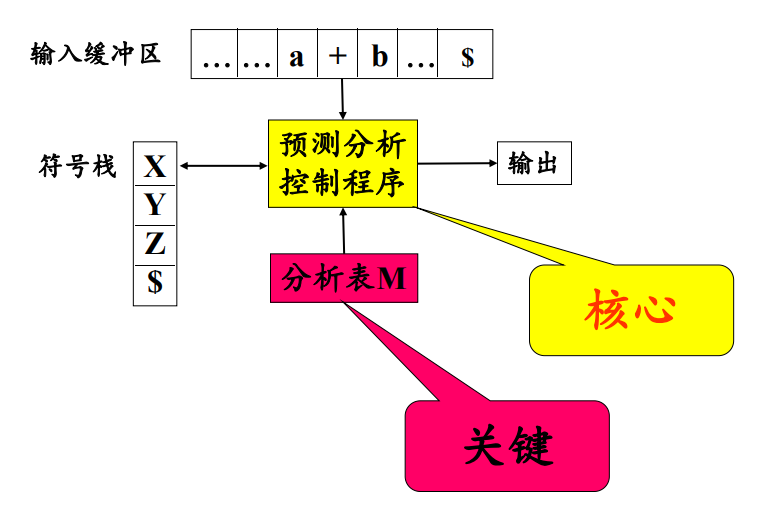 输入缓冲区
…… a + b … $
符号栈
X
Y
Z
$
预测分析
控制程序
输出
分析表M
核心
关键